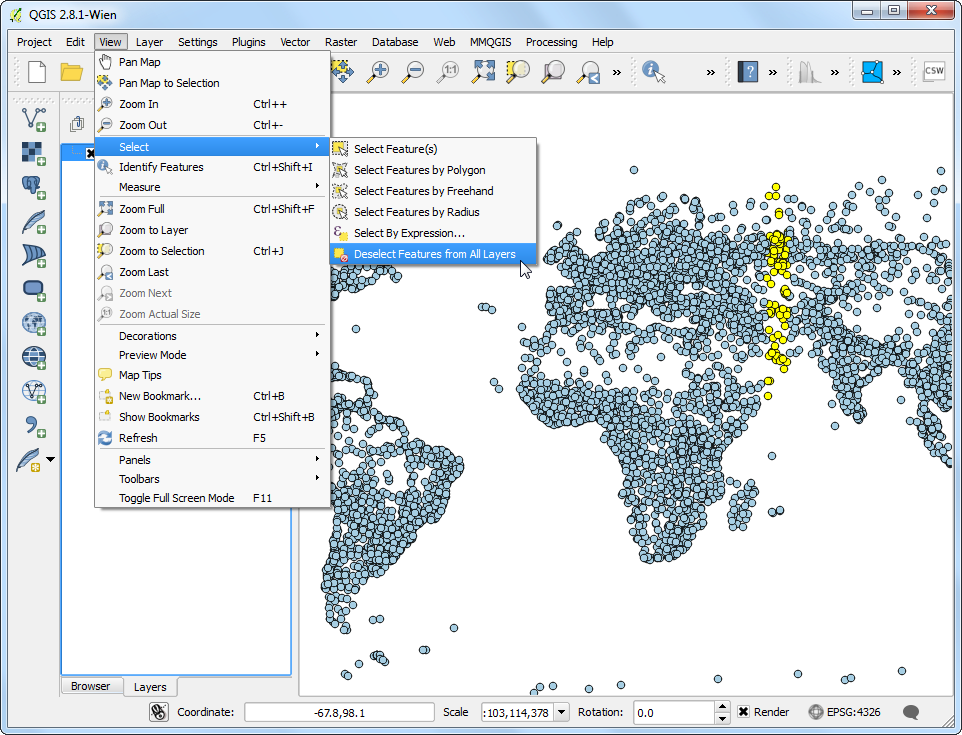 QGIS 2.8.1-Wien
Project Edit View Layer Settings Plugins Vector Raster Database Web MMQGIS Processing Help
1:1
CSW
Pan Map
Pan Map to Selection
Zoom In Ctrl++
Zoom Out Ctrl+-
Select
Identify Features Ctrl+Shift+I
Measure
Zoom Full Ctrl+Shift+F
Zoom to Layer
Zoom to Selection Ctrl+J
Zoom Last
Zoom Next
Zoom Actual Size
Decorations
Preview Mode
Map Tips
New Bookmark... Ctrl+B
Show Bookmarks Ctrl+Shift+B
Refresh F5
Panels
Toolbars
Toggle Full Screen Mode F11
Select Feature(s)
Select Features by Polygon
Select Features by Freehand
Select Features by Radius
Select By Expression...
Deselect Features from All Layers
Browser Layers
Coordinate: -67.8,98.1 Scale :103,114,378 Rotation: 0.0 Render EPSG:4326